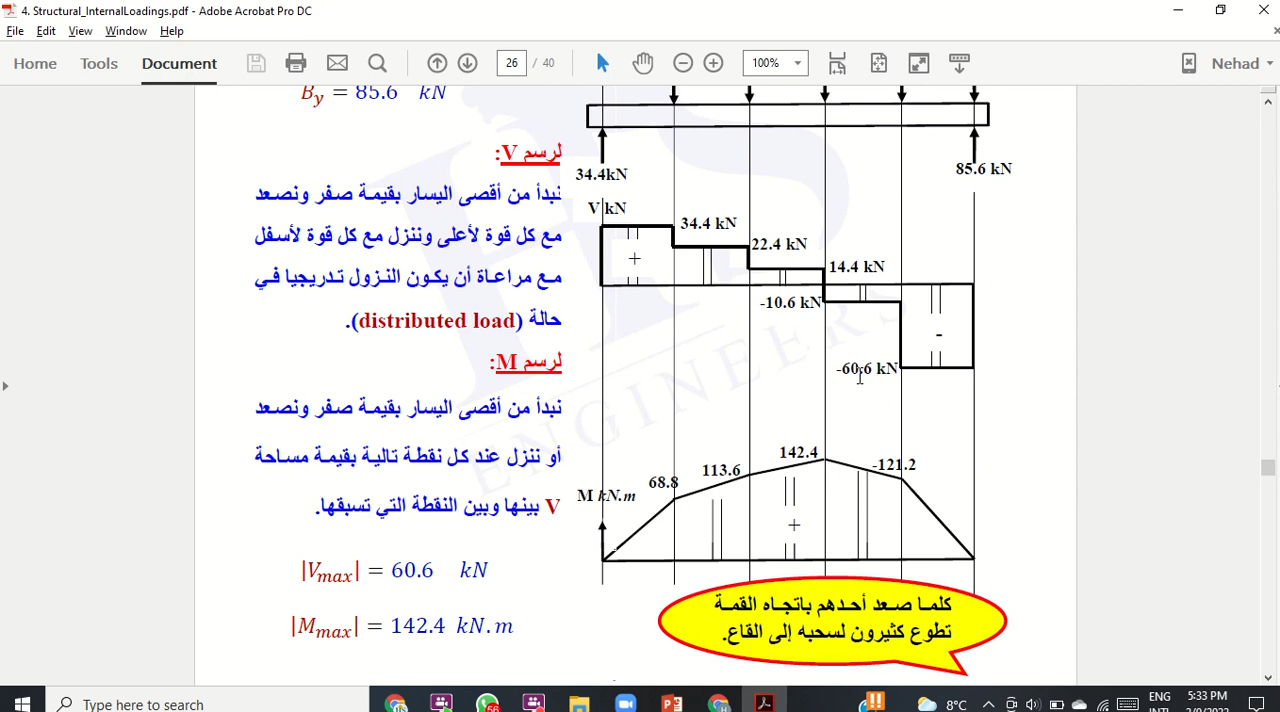 4. Structural_InternalLoadings.pdf - Adobe Acrobat Pro DC
File Edit View Window Help
Home Tools Document
26 / 40
100%
Nehad
B_y = 85.6 kN
لرسم V:
نبدأ من أقصى اليسار بقيمة صفر ونصعد
مع كل قوة لأعلى وننزل مع كل قوة لأسفل
مع مراعاة أن يكون النزول تدريجيا في
حالة (distributed load).
لرسم M:
نبدأ من أقصى اليسار بقيمة صفر ونصعد
أو ننزل عند كل نقطة تالية بقيمة مساحة
V بينها وبين النقطة التي تسبقها.
|V_max| = 60.6 kN
|M_max| = 142.4 kN.m
34.4kN
85.6 kN
V kN
34.4 kN
22.4 kN
14.4 kN
+
-10.6 kN
-
-60.6 kN
142.4
-121.2
113.6
68.8
M kN.m
+
كلما صعد أحدهم باتجاه القمة
تطوع كثيرون لسحبه إلى القاع.
ENGINEERS
Type here to search
66
8°C
ENG
INTL
5:33 PM